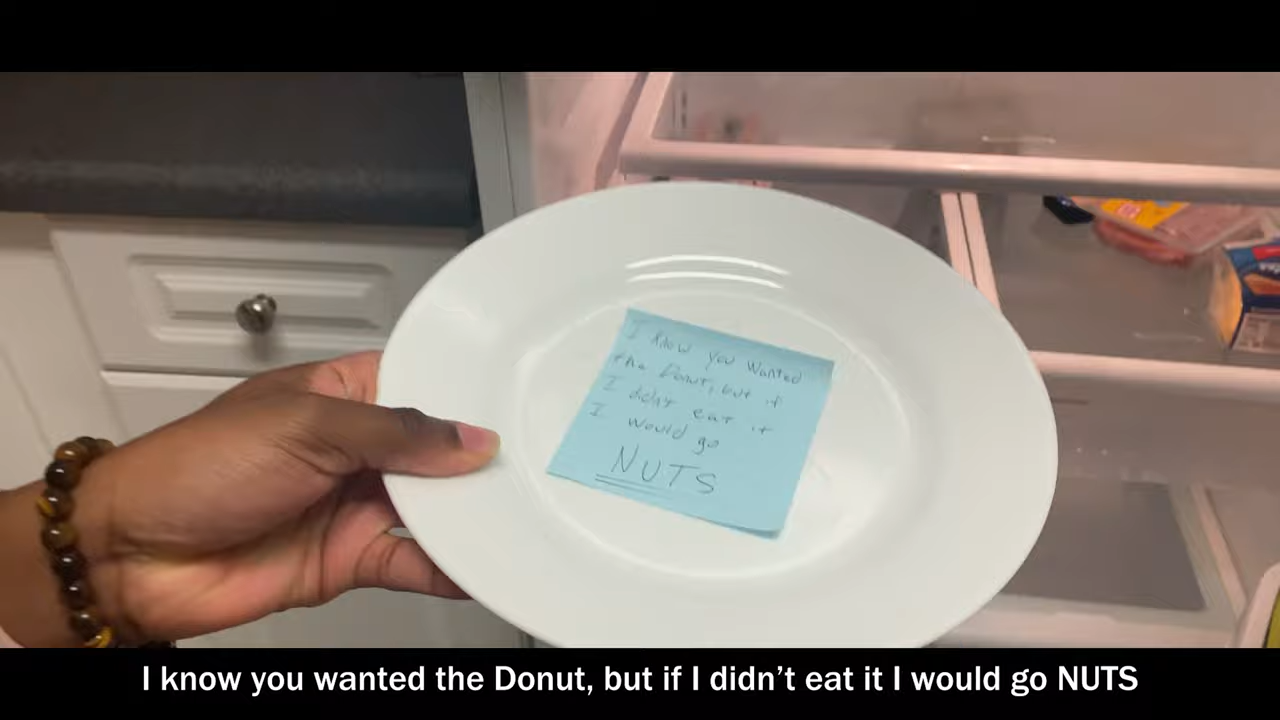 I know you wanted
the Donut, but if
I didn't eat it
I would go
NUTS
I know you wanted the Donut, but if I didn’t eat it I would go NUTS